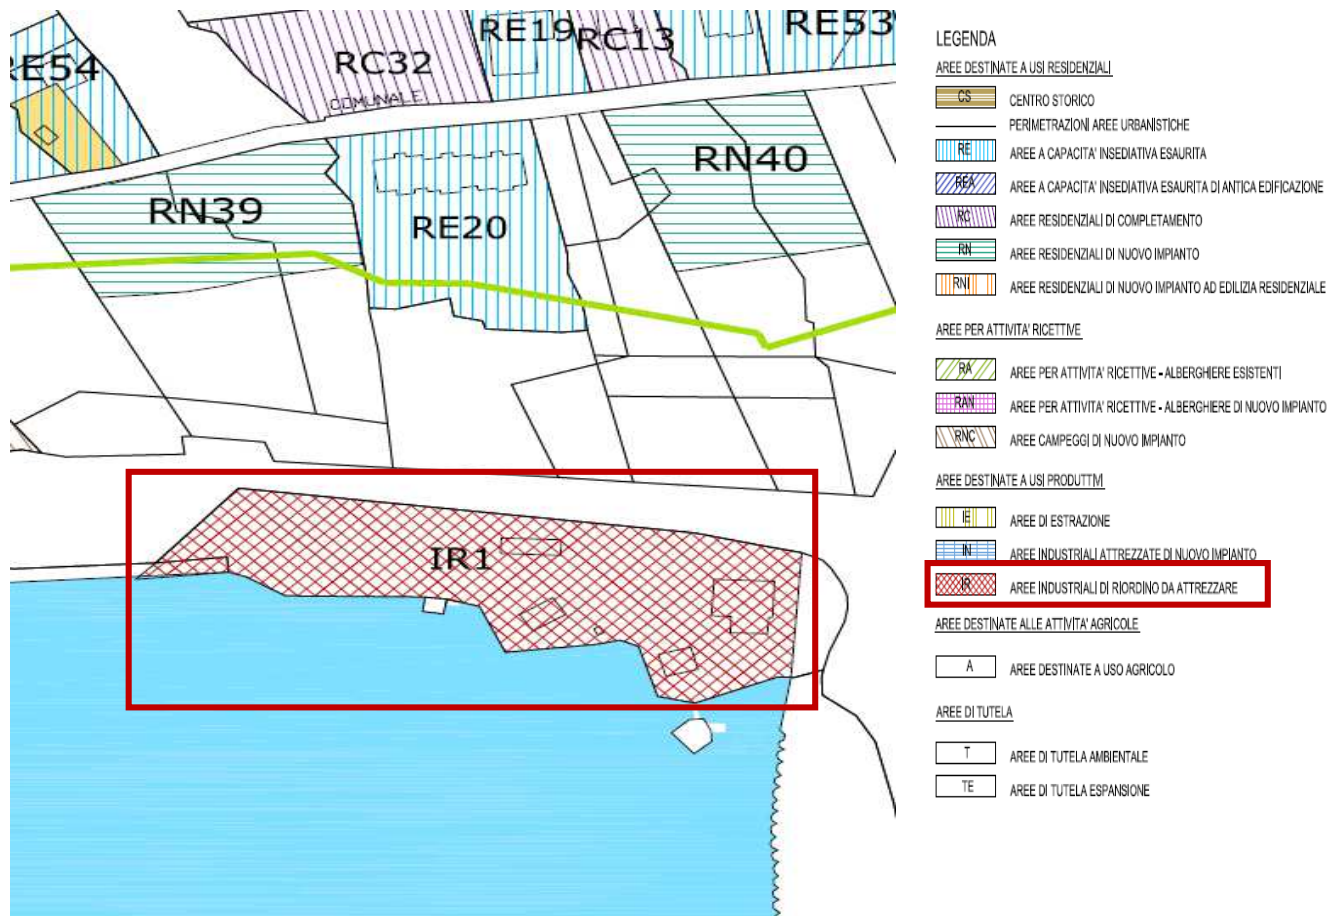 RE54
RC32
COMUNALE
RE19
RC13
RE53
RN39
RE20
RN40
IR1
LEGENDA
AREE DESTINATE A USI RESIDENZIALI
CS CENTRO STORICO
PERIMETRAZIONI AREE URBANISTICHE
RE AREE A CAPACITA' INSEDIATIVA ESAURITA
REA AREE A CAPACITA' INSEDIATIVA ESAURITA DI ANTICA EDIFICAZIONE
RC AREE RESIDENZIALI DI COMPLETAMENTO
RN AREE RESIDENZIALI DI NUOVO IMPIANTO
RNI AREE RESIDENZIALI DI NUOVO IMPIANTO AD EDILIZIA RESIDENZIALE
AREE PER ATTIVITA' RICETTIVE
RA AREE PER ATTIVITA' RICETTIVE - ALBERGHIERE ESISTENTI
RAN AREE PER ATTIVITA' RICETTIVE - ALBERGHIERE DI NUOVO IMPIANTO
RNC AREE CAMPEGGI DI NUOVO IMPIANTO
AREE DESTINATE A USI PRODUTTIVI
IE AREE DI ESTRAZIONE
IN AREE INDUSTRIALI ATTREZZATE DI NUOVO IMPIANTO
IR AREE INDUSTRIALI DI RIORDINO DA ATTREZZARE
AREE DESTINATE ALLE ATTIVITA' AGRICOLE
A AREE DESTINATE A USO AGRICOLO
AREE DI TUTELA
T AREE DI TUTELA AMBIENTALE
TE AREE DI TUTELA ESPANSIONE